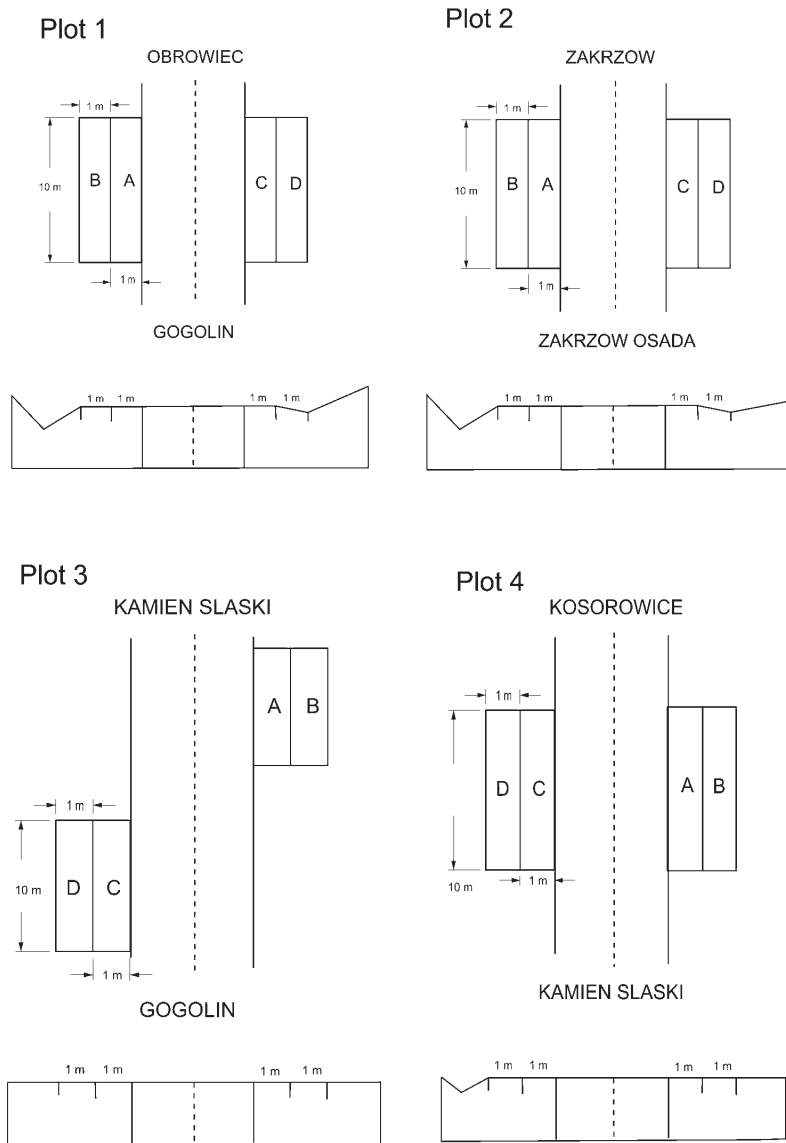 Plot 1
OBROWIEC
1 m
10 m
B A C D
1 m
GOGOLIN
1 m 1 m 1 m 1 m
Plot 2
ZAKRZOW
1 m
10 m
B A C D
1 m
ZAKRZOW OSADA
1 m 1 m 1 m 1 m
Plot 3
KAMIEN SLASKI
A B
1 m
10 m
D C
1 m
GOGOLIN
1 m 1 m 1 m 1 m
Plot 4
KOSOROWICE
1 m
D C A B
10 m
1 m
KAMIEN SLASKI
1 m 1 m 1 m 1 m